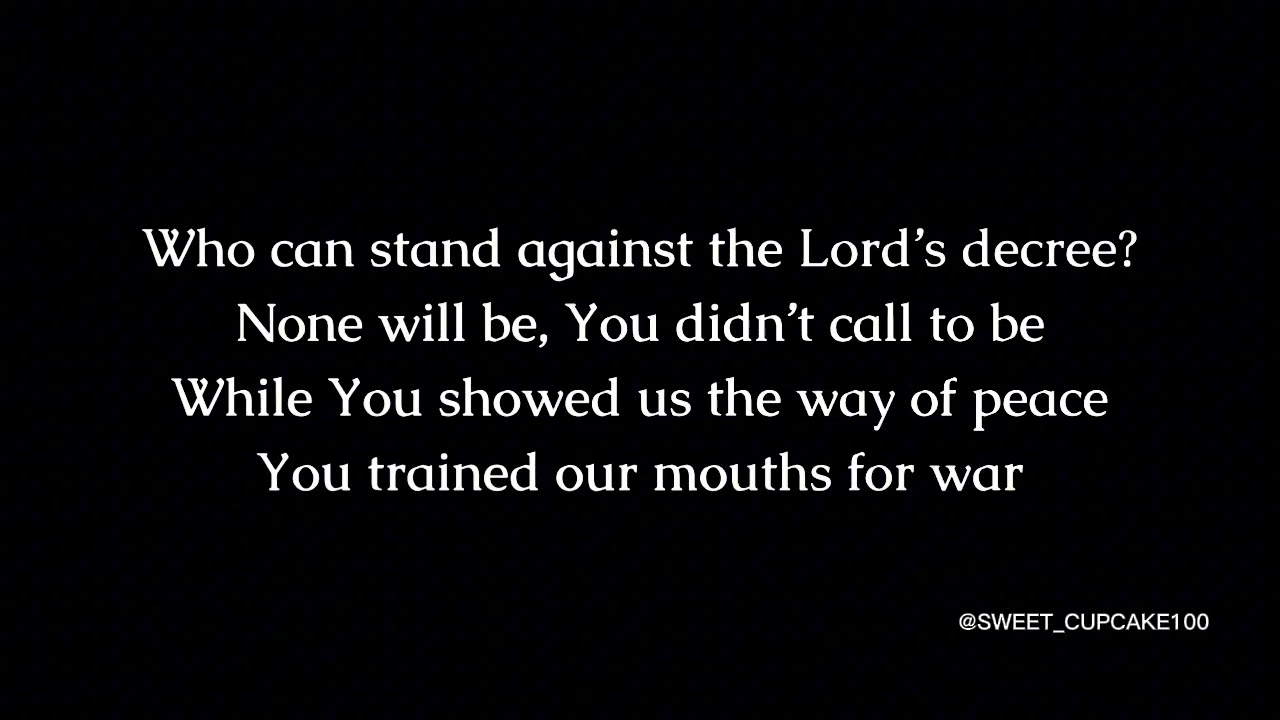 Who can stand against the Lord’s decree?
None will be, You didn’t call to be
While You showed us the way of peace
You trained our mouths for war
@SWEET_CUPCAKE100